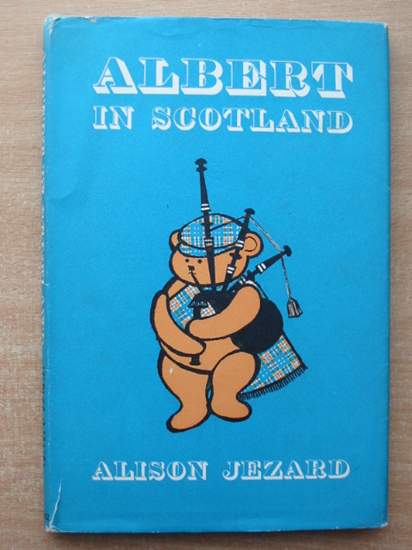 ALBERT
IN SCOTLAND
ALISON JEZARD